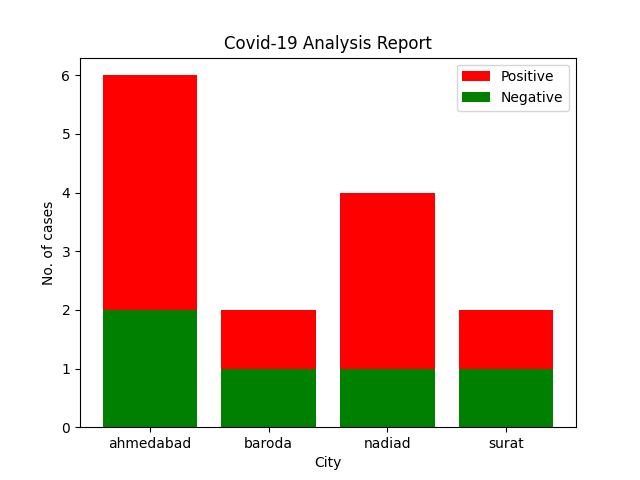 Covid-19 Analysis Report
Positive
Negative
No. of cases
6
5
4
3
2
1
0
ahmedabad baroda nadiad surat
City